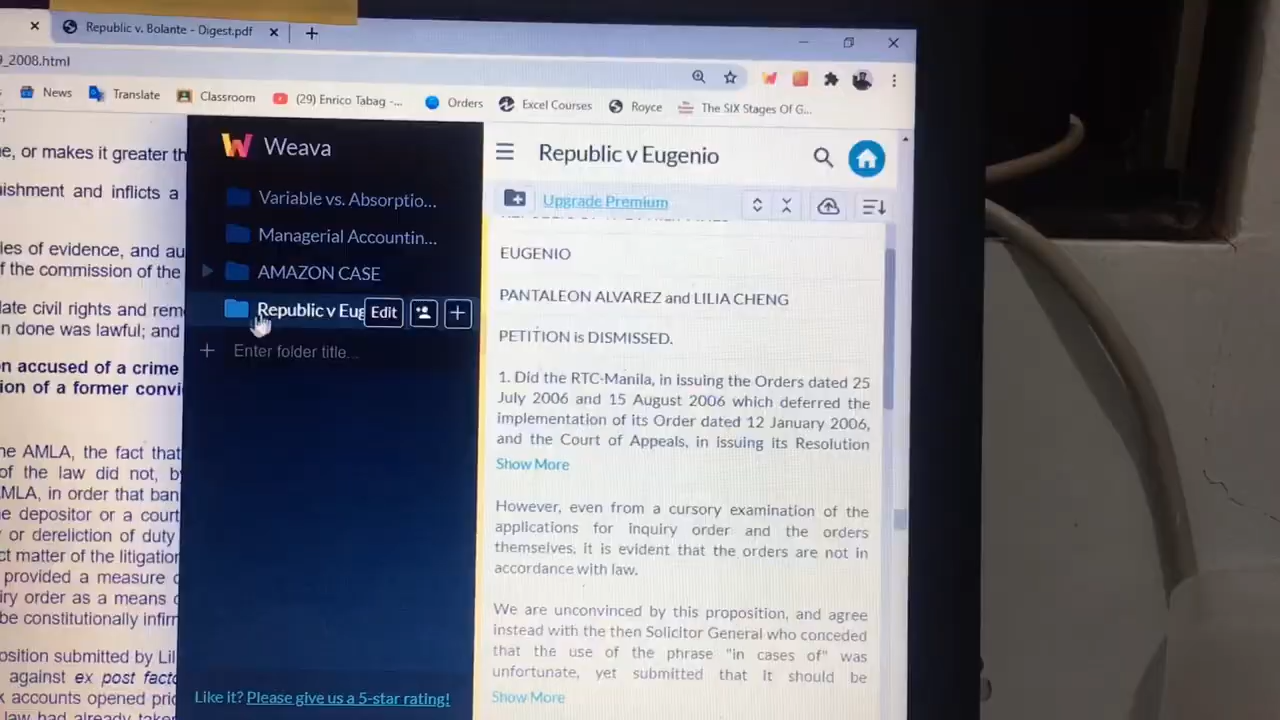 Republic v. Bolante - Digest.pdf
9_2008.html
News
Translate
Classroom
(29) Enrico Tabag -...
Orders
Excel Courses
Royce
The SIX Stages Of G...
e, or makes it greater th
ishment and inflicts a
les of evidence, and au
f the commission of the
late civil rights and rem
n done was lawful; and
on accused of a crime
ion of a former convi
he AMLA, the fact that
of the law did not, b
MLA, in order that ban
e depositor or a court
or dereliction of duty
ct matter of the litigation
provided a measure
iry order as a means
be constitutionally infirm
osition submitted by Lil
against ex post facto
accounts opened prio
law had already taken
Weava
Variable vs. Absorptio...
Managerial Accountin...
AMAZON CASE
Republic v Eug
Edit
Enter folder title...
Like it? Please give us a 5-star rating!
Republic v Eugenio
Upgrade Premium
EUGENIO
PANTALEON ALVAREZ and LILIA CHENG
PETITION is DISMISSED.
1. Did the RTC-Manila, in issuing the Orders dated 25
July 2006 and 15 August 2006 which deferred the
implementation of its Order dated 12 January 2006,
and the Court of Appeals, in issuing its Resolution
Show More
However, even from a cursory examination of the
applications for inquiry order and the orders
themselves, it is evident that the orders are not in
accordance with law.
We are unconvinced by this proposition, and agree
instead with the then Solicitor General who conceded
that the use of the phrase "in cases of" was
unfortunate, yet submitted that it should be
Show More